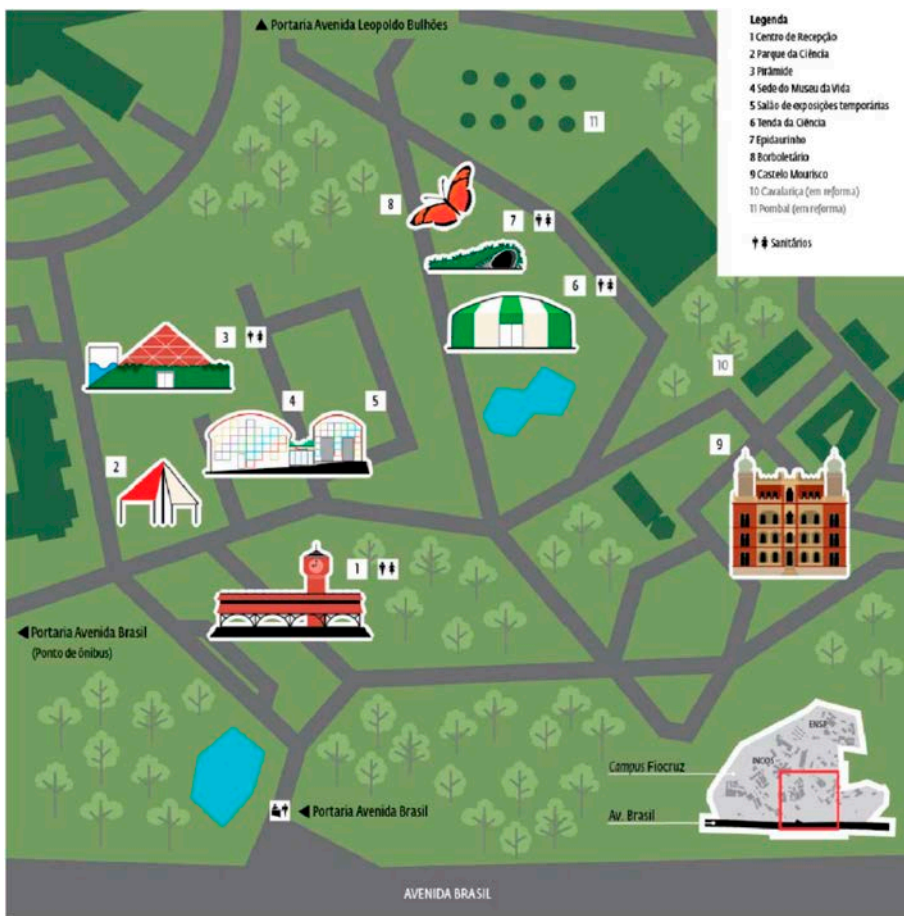 ▲ Portaria Avenida Leopoldo Bulhões
Legenda
1 Centro de Recepção
2 Parque da Ciência
3 Pirâmide
4 Sede do Museu da Vida
5 Salão de exposições temporárias
6 Tenda da Ciência
7 Epidaurinho
8 Borboletário
9 Castelo Mourisco
10 Cavalariça (em reforma)
11 Pombal (em reforma)
Sanitários
11
8
7
6
3
10
4
5
9
2
1
◀ Portaria Avenida Brasil
(Ponto de ônibus)
ENSP
INCQS
Campus Fiocruz
Av. Brasil
◀ Portaria Avenida Brasil
AVENIDA BRASIL